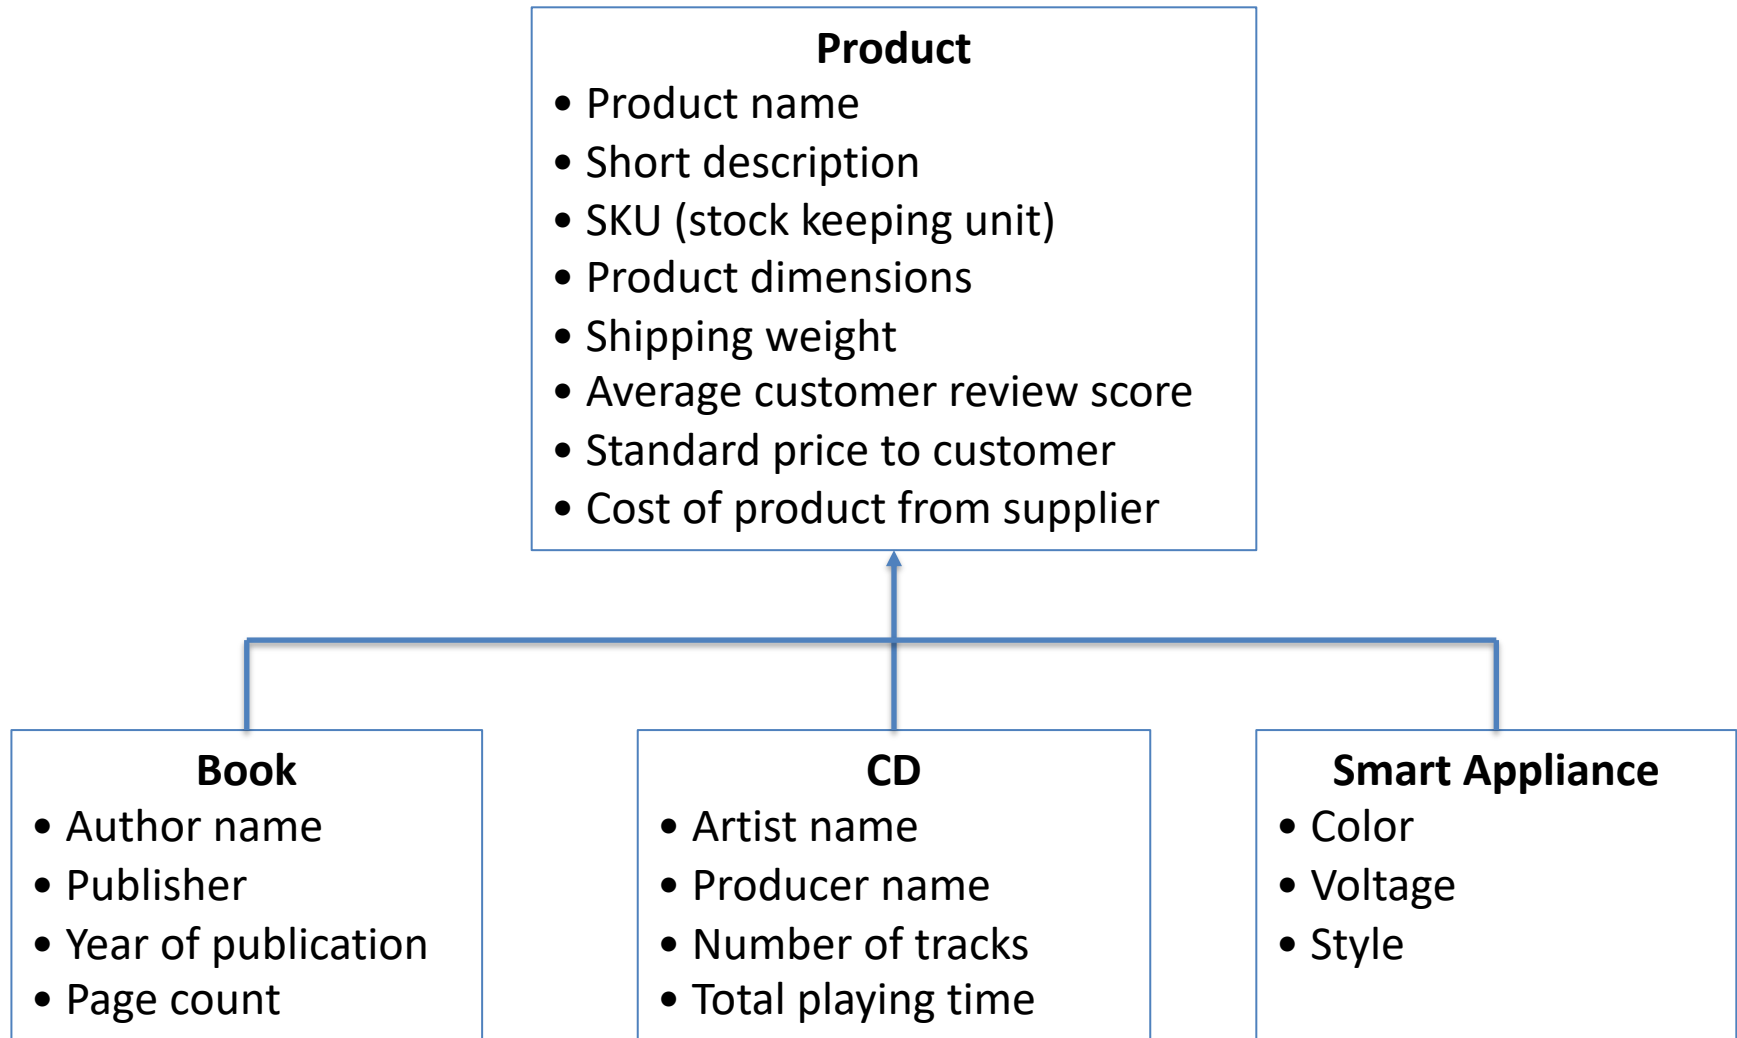 Product
• Product name
• Short description
• SKU (stock keeping unit)
• Product dimensions
• Shipping weight
• Average customer review score
• Standard price to customer
• Cost of product from supplier
Book
• Author name
• Publisher
• Year of publication
• Page count
CD
• Artist name
• Producer name
• Number of tracks
• Total playing time
Smart Appliance
• Color
• Voltage
• Style